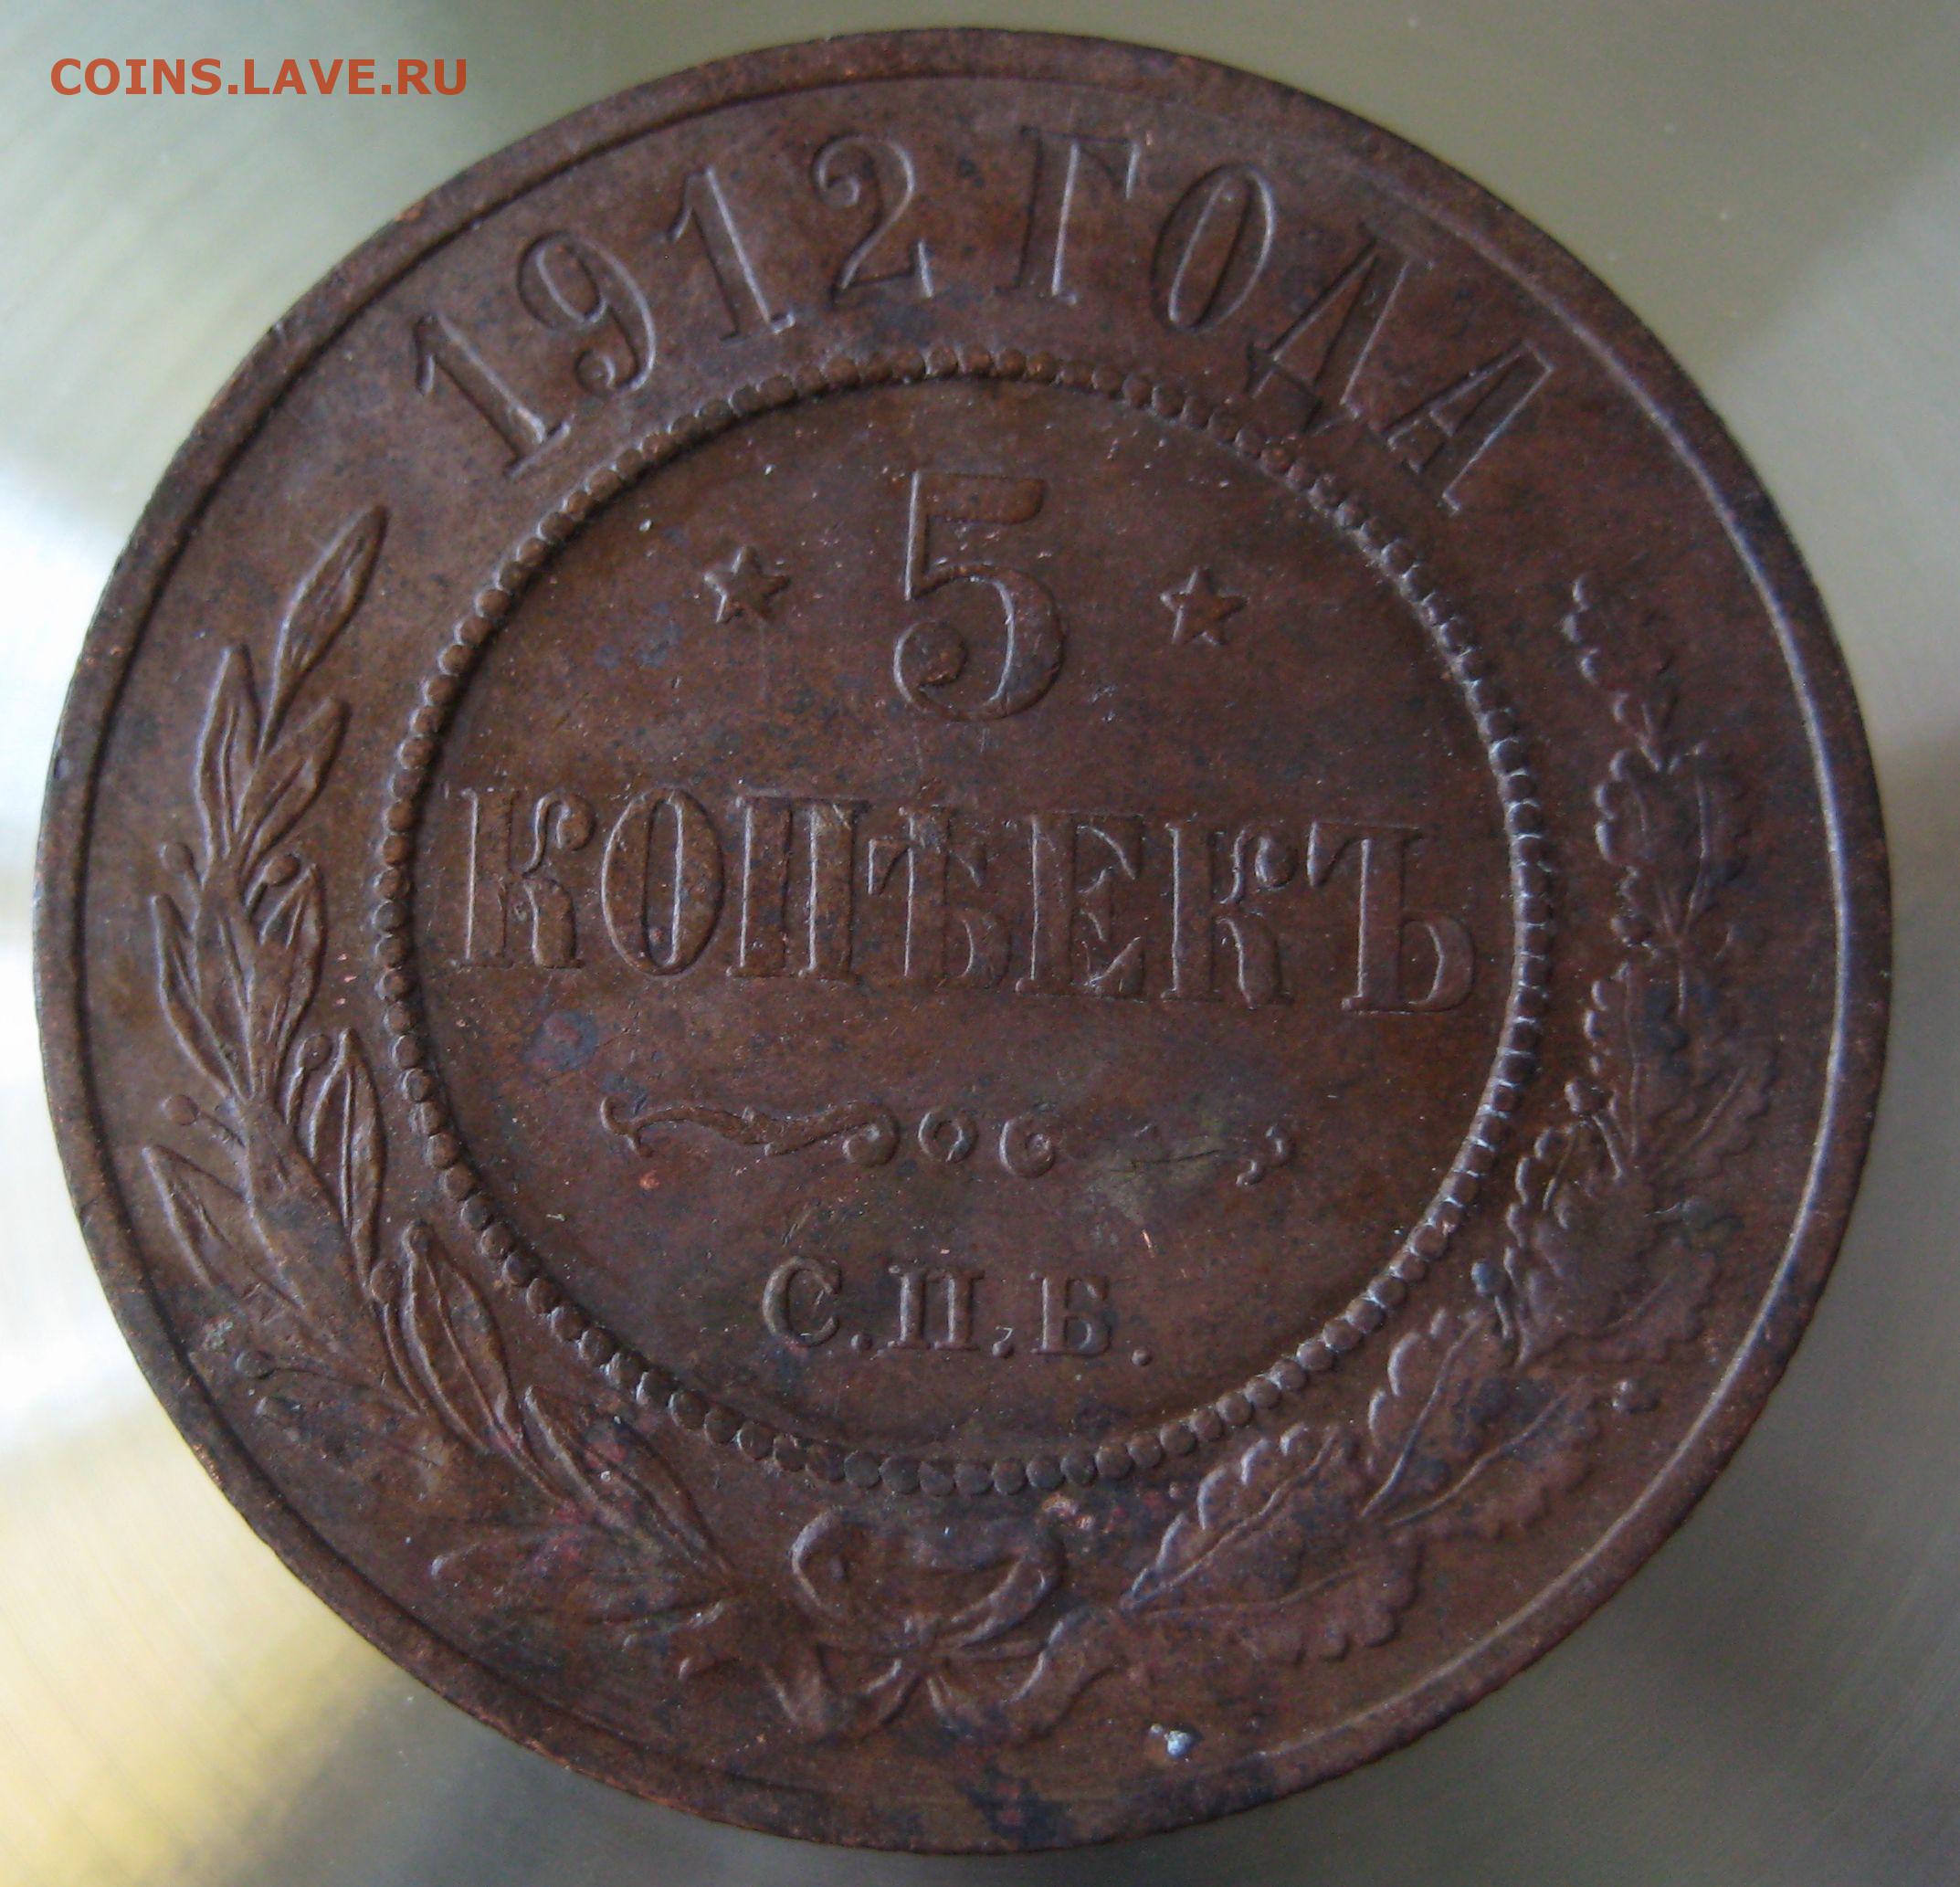 COINS.LAVE.RU
1912 ГОДА
5
КОПѢЕКЪ
С.П.Б.